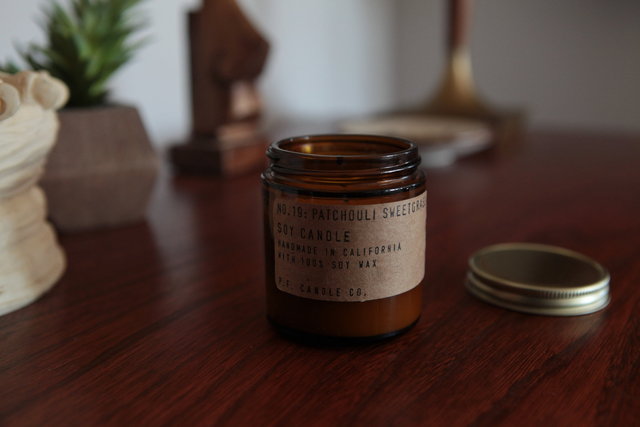 NO.19: PATCHOULI SWEETGRASS
SOY CANDLE
HANDMADE IN CALIFORNIA
WITH 100% SOY WAX
P.F. CANDLE CO.